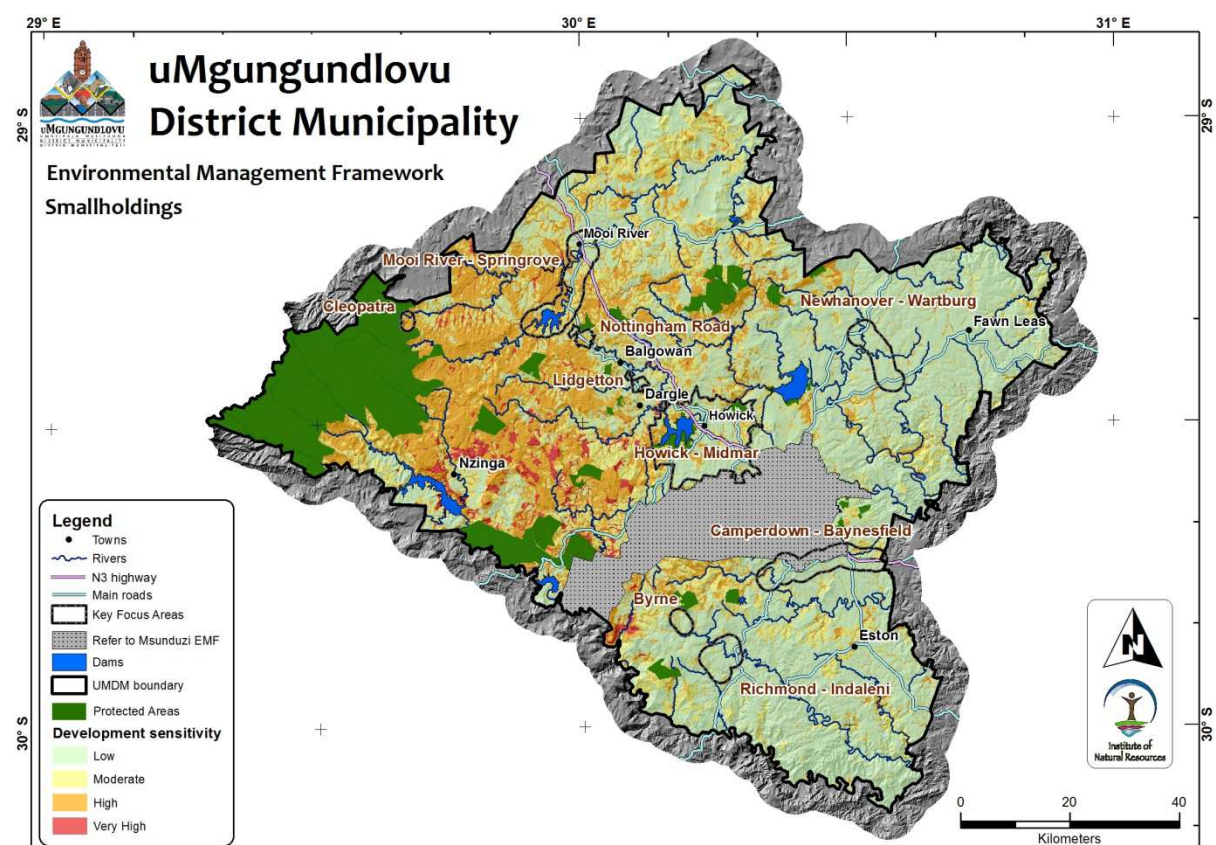 29° E
30° E
31° E
29° S
29° S
30° S
30° S
uMGUNGUNDLOVU
uMgungundlovu
District Municipality
Environmental Management Framework
Smallholdings
Mooi River
Mooi River - Springrove
Cleopatra
Newhanover - Wartburg
Nottingham Road
Fawn Leas
Balgowan
Lidgetton
Dargle
Howick
Howick - Midmar
Nzinga
Camperdown - Baynesfield
Byrne
Eston
Richmond - Indaleni
Legend
Towns
Rivers
N3 highway
Main roads
Key Focus Areas
Refer to Msunduzi EMF
Dams
UMDM boundary
Protected Areas
Development sensitivity
Low
Moderate
High
Very High
N
Institute of
Natural Resources
0 20 40
Kilometers